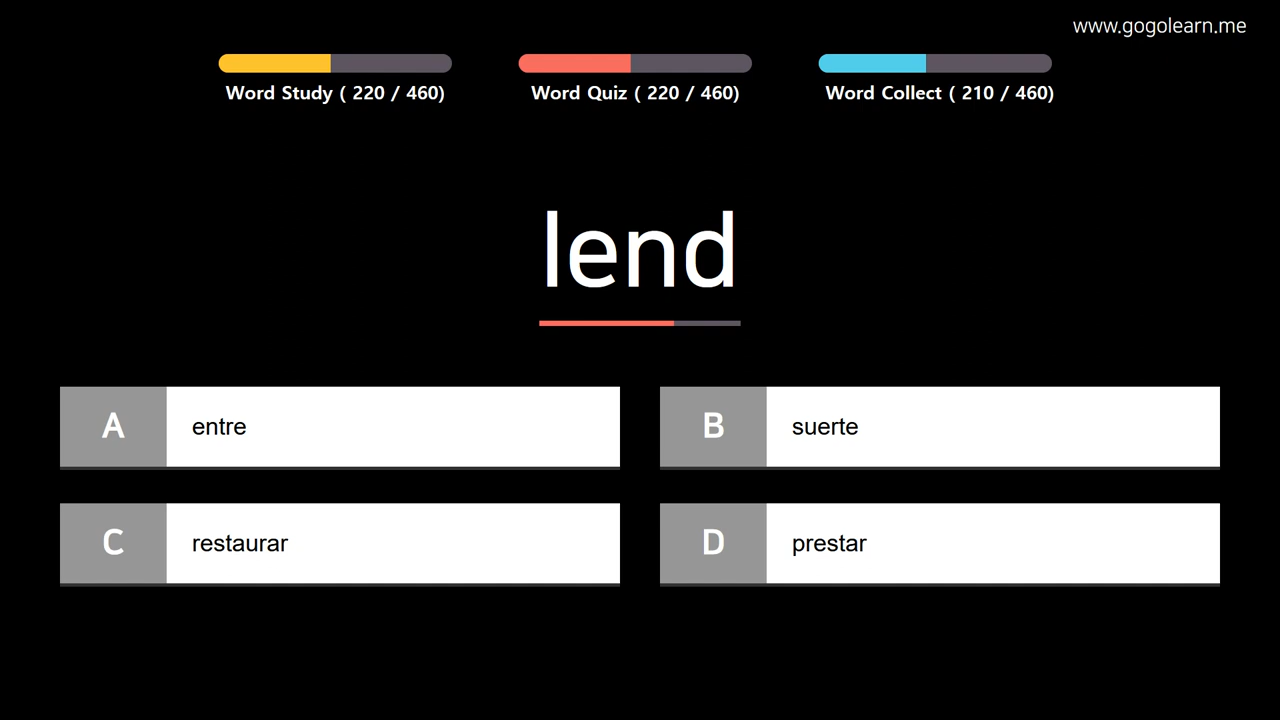 www.gogolearn.me
Word Study ( 220 / 460)
Word Quiz ( 220 / 460)
Word Collect ( 210 / 460)
lend
A entre
B suerte
C restaurar
D prestar